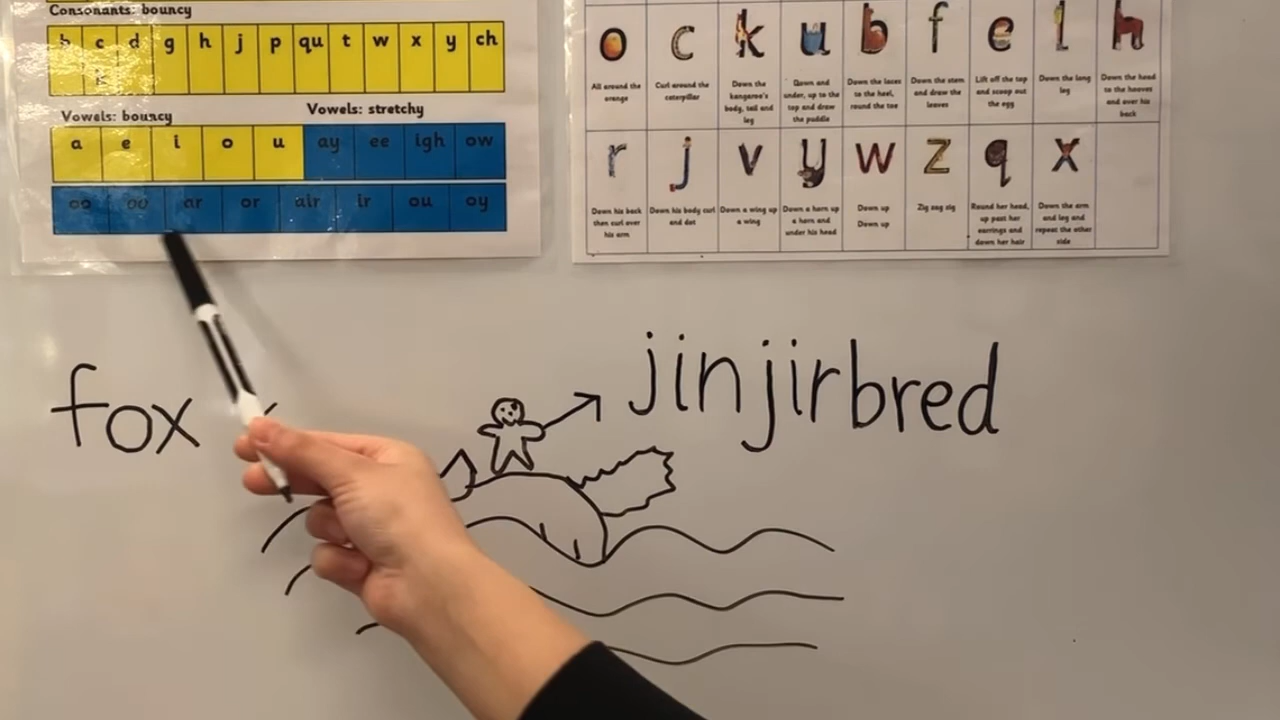 Consonants: bouncy
b c d g h j p qu t w x y ch
k
Vowels: bouncy
Vowels: stretchy
a e i o u ay ee igh ow
oo oo ar or air ir ou oy
o c k u b f e l h
All around the orange
Curl around the caterpillar
Down the kangaroo's body, tail and leg
Down and under, up to the top and draw the puddle
Down the laces to the heel, round the toe
Down the stem and draw the leaves
Lift off the top and scoop out the egg
Down the long leg
Down the head to the hooves and over his back
r j v y w z q x
Down his back then curl over his arm
Down his body curl and dot
Down a wing up a wing
Down a horn up a horn and under his head
Down up Down up
Zig zag zig
Round her head, up past her earrings and down her hair
Down the arm and leg and repeat the other side
fox
jinjirbred